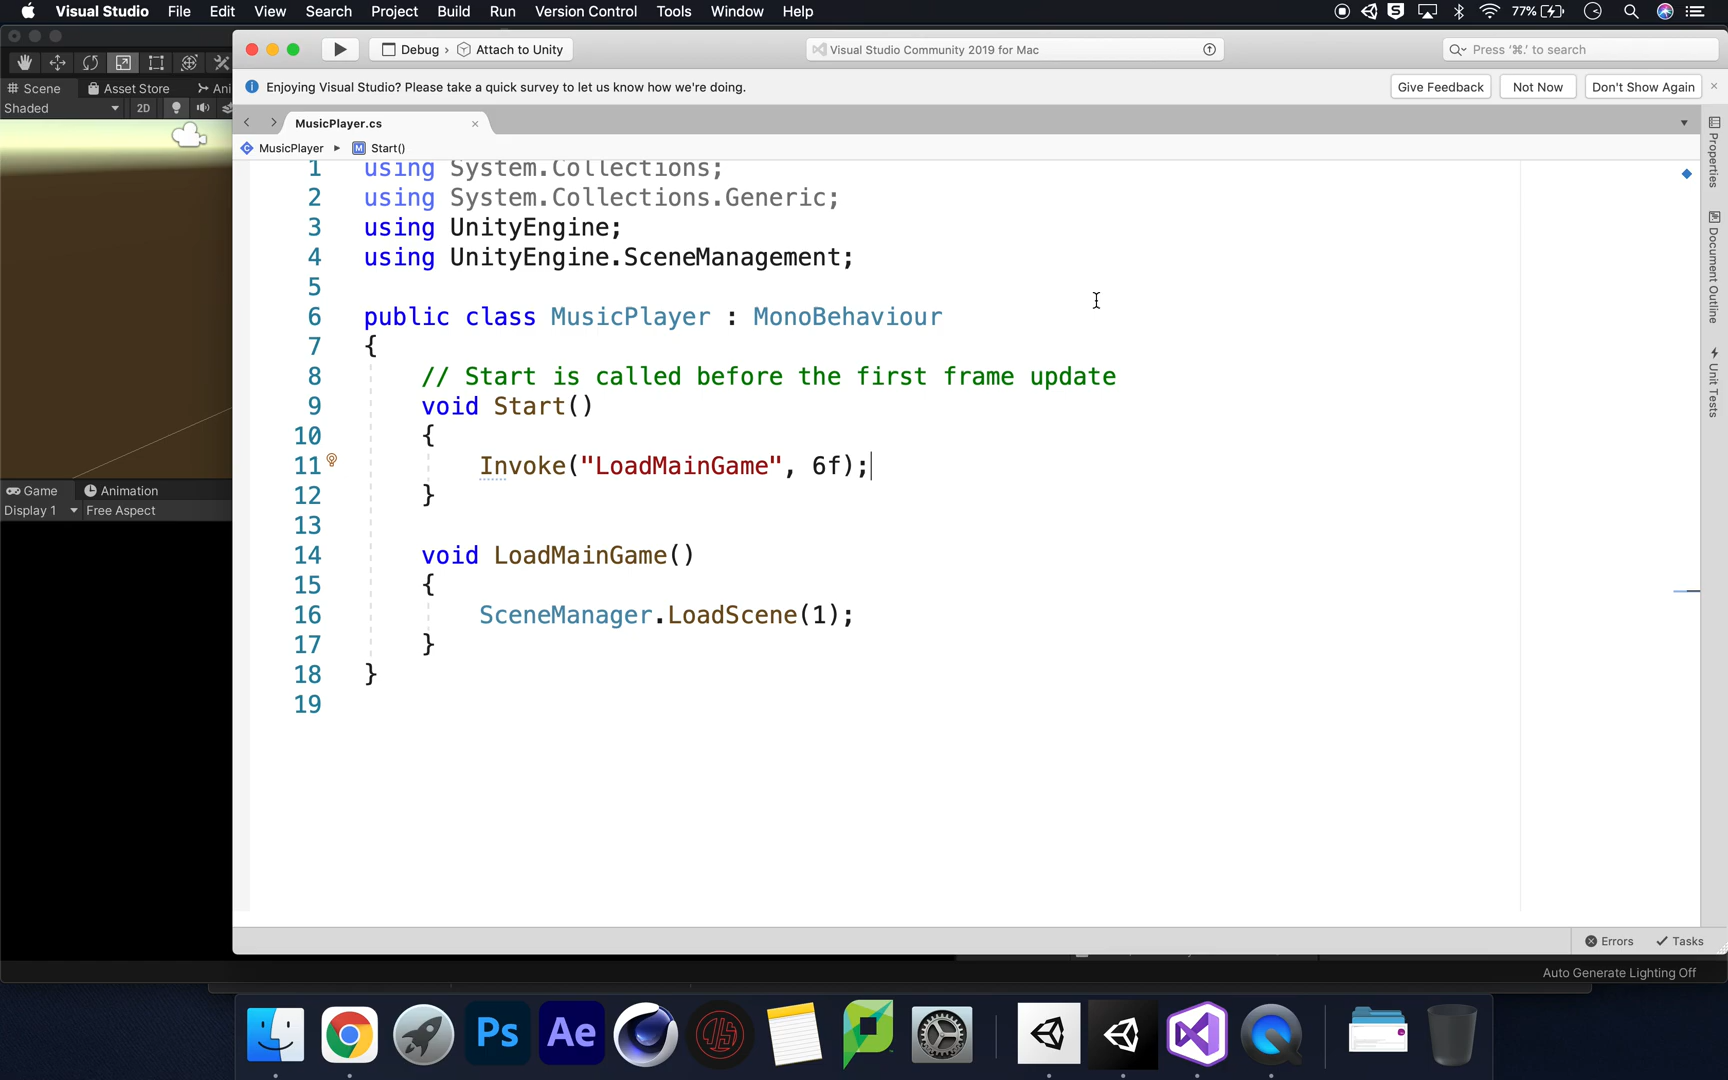 Visual Studio File Edit View Search Project Build Run Version Control Tools Window Help 77%
Debug › Attach to Unity Visual Studio Community 2019 for Mac Press '⌘.' to search
Scene Asset Store Ani
Enjoying Visual Studio? Please take a quick survey to let us know how we're doing. Give Feedback Not Now Don't Show Again
Shaded 2D
MusicPlayer.cs
MusicPlayer Start()
1 using System.Collections;
2 using System.Collections.Generic;
3 using UnityEngine;
4 using UnityEngine.SceneManagement;
5
6 public class MusicPlayer : MonoBehaviour
7 {
8 // Start is called before the first frame update
9 void Start()
10 {
11 Invoke("LoadMainGame", 6f);
12 }
13
14 void LoadMainGame()
15 {
16 SceneManager.LoadScene(1);
17 }
18 }
19
Properties
Document Outline
Unit Tests
Game Animation
Display 1 Free Aspect
Errors Tasks
Auto Generate Lighting Off
Ps Ae